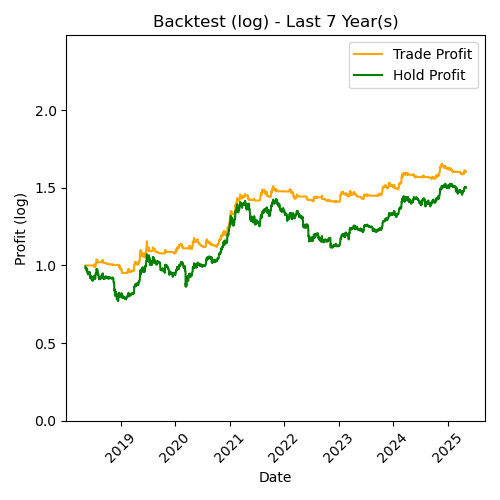 Backtest (log) - Last 7 Year(s)
Trade Profit
Hold Profit
2.0
1.5
1.0
0.5
0.0
Profit (log)
2019
2020
2021
2022
2023
2024
2025
Date